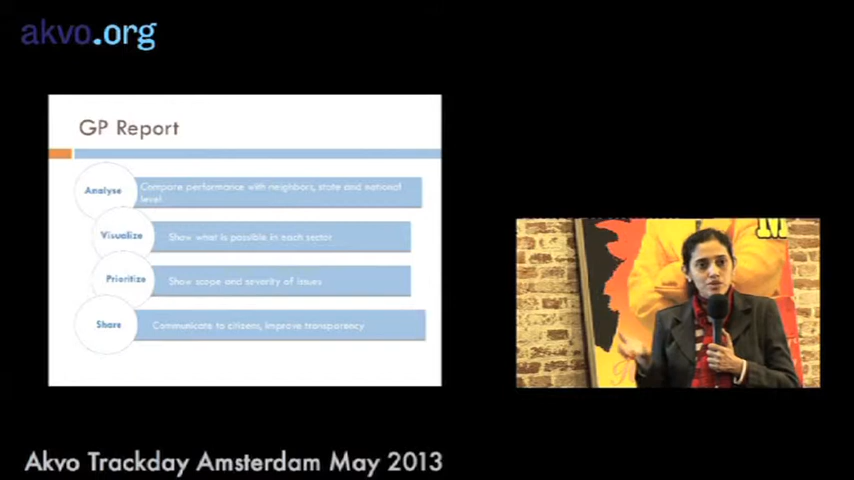 akvo.org
GP Report
Analyse
Compare performance with neighbors, state and national
level
Visualize
Show what is possible in each sector
Prioritize
Show scope and severity of issues
Share
Communicate to citizens, Improve transparency
M
Akvo Trackday Amsterdam May 2013